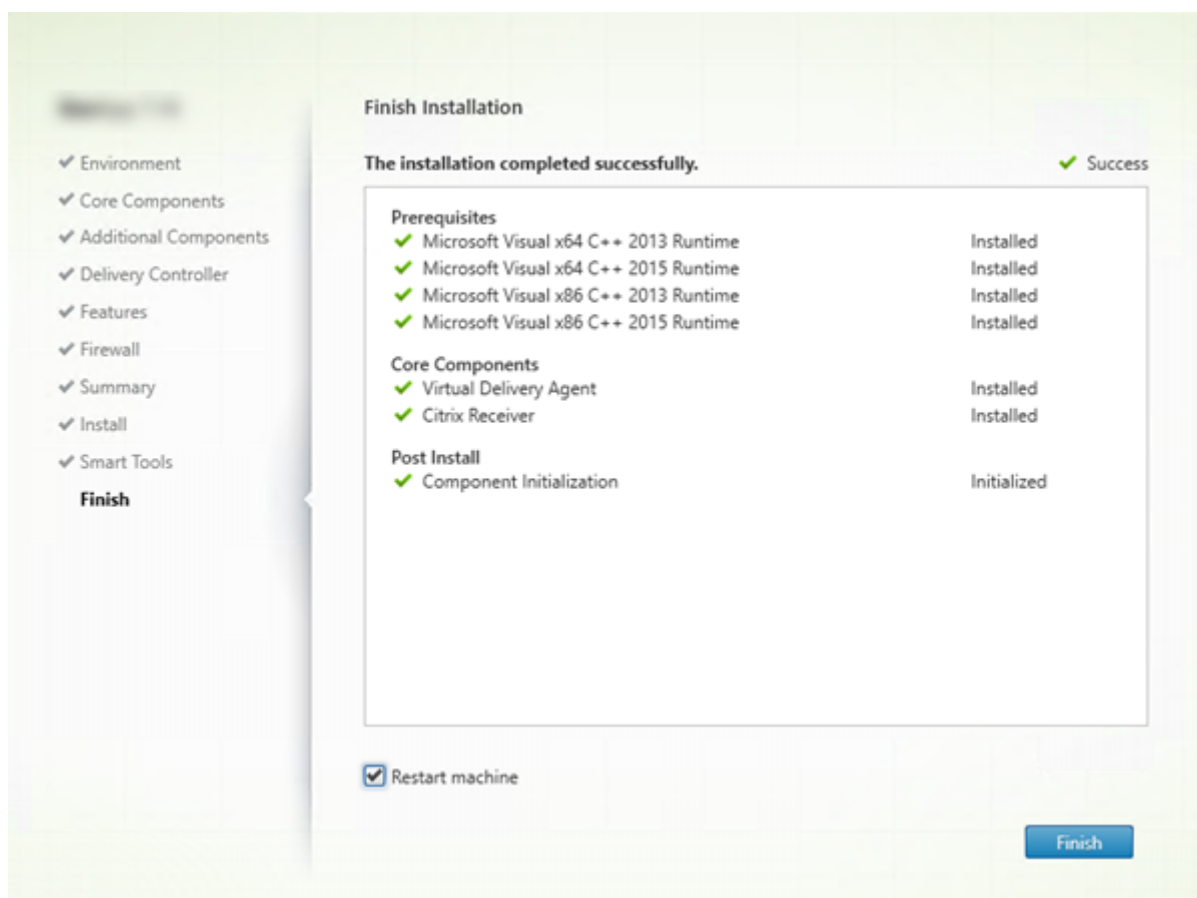 Finish Installation
Environment
Core Components
Additional Components
Delivery Controller
Features
Firewall
Summary
Install
Smart Tools
Finish
The installation completed successfully.
Success
Prerequisites
Microsoft Visual x64 C++ 2013 Runtime Installed
Microsoft Visual x64 C++ 2015 Runtime Installed
Microsoft Visual x86 C++ 2013 Runtime Installed
Microsoft Visual x86 C++ 2015 Runtime Installed
Core Components
Virtual Delivery Agent Installed
Citrix Receiver Installed
Post Install
Component Initialization Initialized
Restart machine
Finish